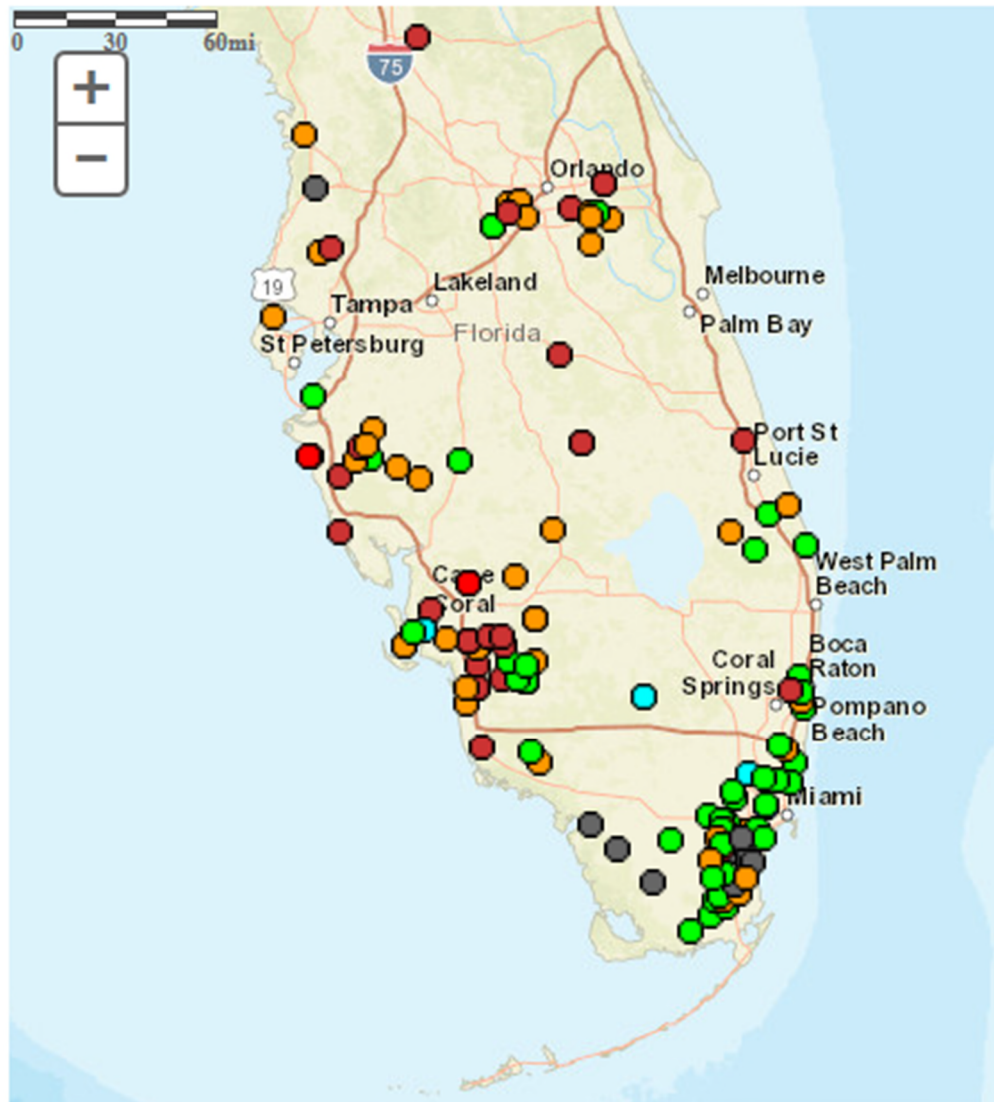 0 30 60mi
75
+
−
Orlando
Melbourne
19
Lakeland
Tampa
Palm Bay
Florida
St Petersburg
Port St
Lucie
West Palm
Beach
Cape
Coral
Boca
Raton
Coral
Springs
Pompano
Beach
Miami